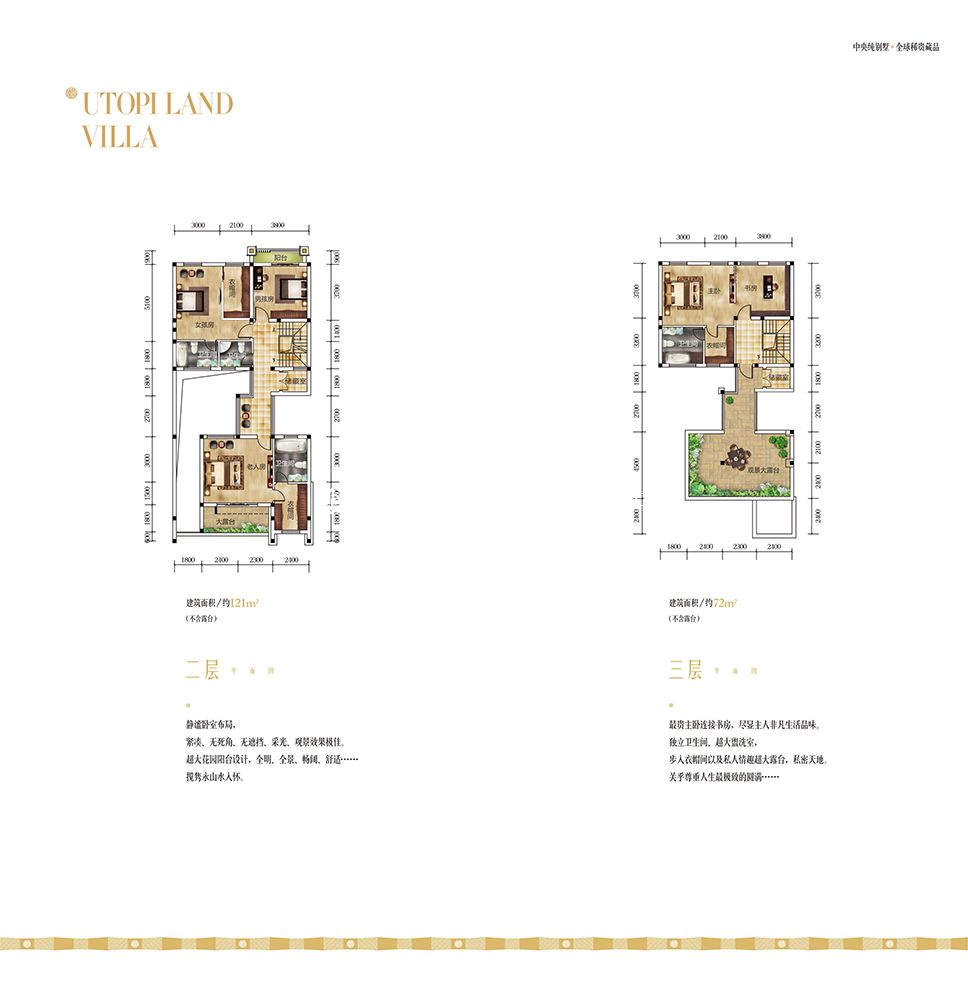 中央纯别墅·全球稀贵藏品
UTOPI LAND
VILLA
3000 2100 3800
阳台
900
5100
1800
1800
2700
3000
1500
1800
600
900
3700
1400
1800
1800
2700
3000
1800
600
衣帽间
男孩房
女孩房
卫生间
卫生间
储藏室
老人房
卫生间
衣帽间
大露台
1800 2400 2300 2400
建筑面积/约121m²
(不含露台)
二层 平面图
静谧卧室布局,
紧凑、无死角、无遮挡、采光、观景效果极佳。
超大花园阳台设计,全明、全景、畅阔、舒适……
揽隽永山水入怀。
3000 2100 3800
3700
3200
1800
2700
4500
2400
3700
3200
1800
2700
2100
2400
2400
主卧
书房
卫生间
衣帽间
储藏室
观景大露台
1800 2400 2300 2400
建筑面积/约72m²
(不含露台)
三层 平面图
最贵主卧连接书房,尽显主人非凡生活品味。
独立卫生间、越大盥洗室,
步入衣帽间以及私人情趣超大露台,私密天地。
关乎尊重人生最极致的圆满……